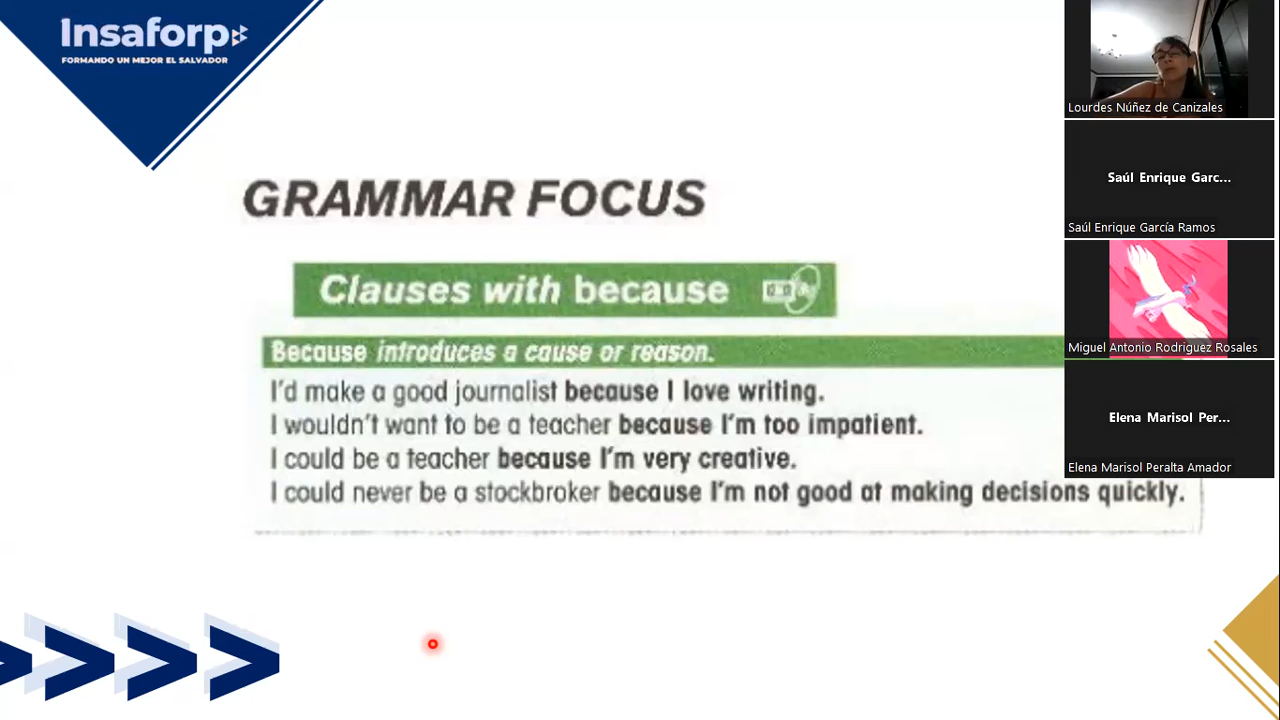 Insaforp
FORMANDO UN MEJOR EL SALVADOR
GRAMMAR FOCUS
Clauses with because
Because introduces a cause or reason.
I'd make a good journalist because I love writing.
I wouldn't want to be a teacher because I'm too impatient.
I could be a teacher because I'm very creative.
I could never be a stockbroker because I'm not good at making decisions quickly.
Lourdes Núñez de Canizales
Saúl Enrique Garc...
Saúl Enrique García Ramos
Miguel Antonio Rodriguez Rosales
Elena Marisol Per...
Elena Marisol Peralta Amador